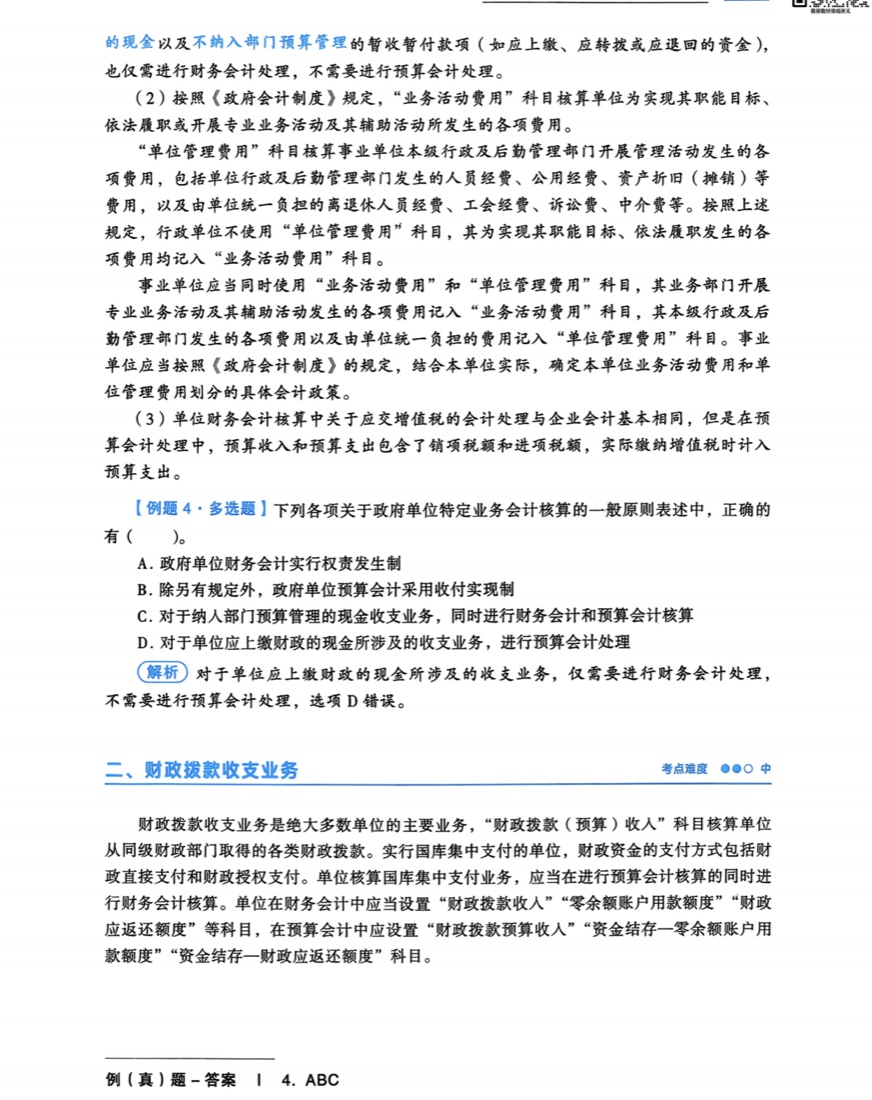 的现金以及不纳入部门预算管理的暂收暂付款项（如应上缴、应转拨或应退回的资金），
也仅需进行财务会计处理，不需要进行预算会计处理。
（2）按照《政府会计制度》规定，“业务活动费用”科目核算单位为实现其职能目标、
依法履职或开展专业业务活动及其辅助活动所发生的各项费用。
“单位管理费用”科目核算事业单位本级行政及后勤管理部门开展管理活动发生的各
项费用，包括单位行政及后勤管理部门发生的人员经费、公用经费、资产折旧（摊销）等
费用，以及由单位统一负担的离退休人员经费、工会经费、诉讼费、中介费等。按照上述
规定，行政单位不使用“单位管理费用”科目，其为实现其职能目标、依法履职发生的各
项费用均记入“业务活动费用”科目。
事业单位应当同时使用“业务活动费用”和“单位管理费用”科目，其业务部门开展
专业业务活动及其辅助活动发生的各项费用记入“业务活动费用”科目，其本级行政及后
勤管理部门发生的各项费用以及由单位统一负担的费用记入“单位管理费用”科目。事业
单位应当按照《政府会计制度》的规定，结合本单位实际，确定本单位业务活动费用和单
位管理费用划分的具体会计政策。
（3）单位财务会计核算中关于应交增值税的会计处理与企业会计基本相同，但是在预
算会计处理中，预算收入和预算支出包含了销项税额和进项税额，实际缴纳增值税时计入
预算支出。
【例题4·多选题】下列各项关于政府单位特定业务会计核算的一般原则表述中，正确的
有（　　）。
A. 政府单位财务会计实行权责发生制
B. 除另有规定外，政府单位预算会计采用收付实现制
C. 对于纳入部门预算管理的现金收支业务，同时进行财务会计和预算会计核算
D. 对于单位应上缴财政的现金所涉及的收支业务，进行预算会计处理
解析 对于单位应上缴财政的现金所涉及的收支业务，仅需要进行财务会计处理，
不需要进行预算会计处理，选项D错误。
二、财政拨款收支业务 考点难度 中
财政拨款收支业务是绝大多数单位的主要业务，“财政拨款（预算）收入”科目核算单位
从同级财政部门取得的各类财政拨款。实行国库集中支付的单位，财政资金的支付方式包括财
政直接支付和财政授权支付。单位核算国库集中支付业务，应当在进行预算会计核算的同时进
行财务会计核算。单位在财务会计中应当设置“财政拨款收入”“零余额账户用款额度”“财政
应返还额度”等科目，在预算会计中应设置“财政拨款预算收入”“资金结存—零余额账户用
款额度”“资金结存—财政应返还额度”科目。
例（真）题－答案 | 4. ABC